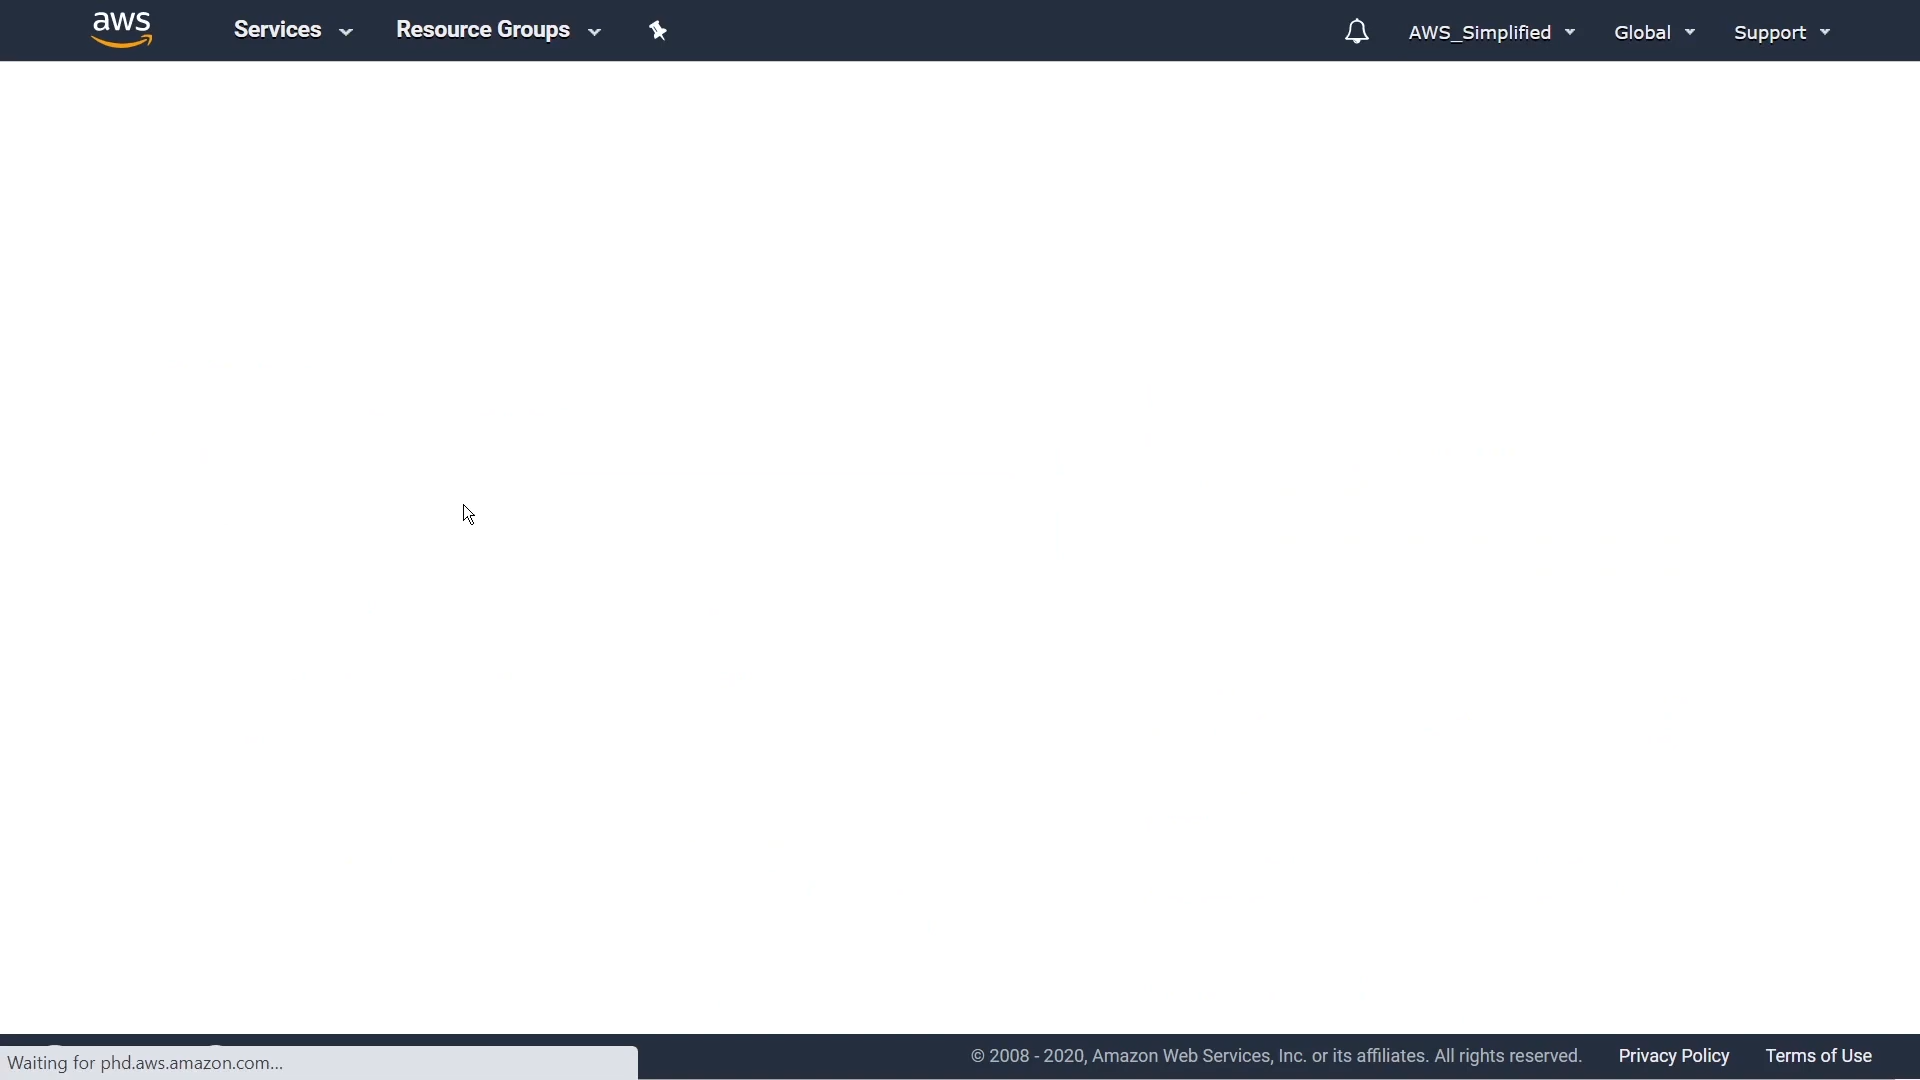 aws
Services
Resource Groups
AWS_Simplified
Global
Support
Waiting for phd.aws.amazon.com...
© 2008 - 2020, Amazon Web Services, Inc. or its affiliates. All rights reserved.
Privacy Policy
Terms of Use